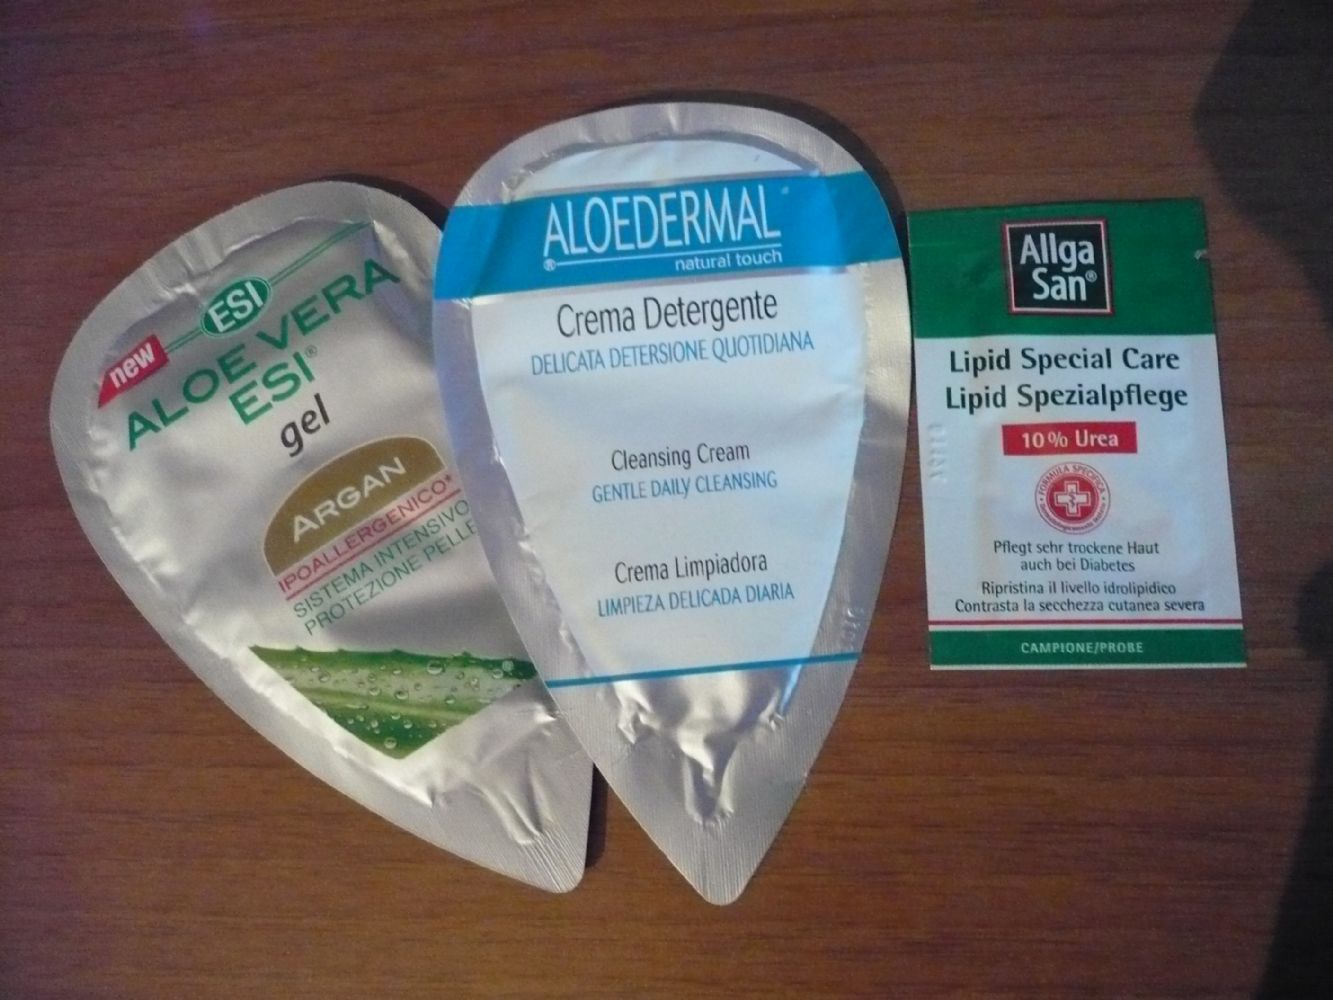 new
ESI
ALOE VERA
ESI®
gel
ARGAN
IPOALLERGENICO*
SISTEMA INTENSIVO
PROTEZIONE PELLE
®
ALOEDERMAL
®
natural touch
Crema Detergente
DELICATA DETERSIONE QUOTIDIANA
Cleansing Cream
GENTLE DAILY CLEANSING
Crema Limpiadora
LIMPIEZA DELICADA DIARIA
Allga
San®
Lipid Special Care
Lipid Spezialpflege
10% Urea
FORMULA SPECIFICA
Pflegt sehr trockene Haut
auch bei Diabetes
Ripristina il livello idrolipidico
Contrasta la secchezza cutanea severa
CAMPIONE/PROBE